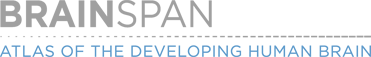 BRAINSPAN
ATLAS OF THE DEVELOPING HUMAN BRAIN